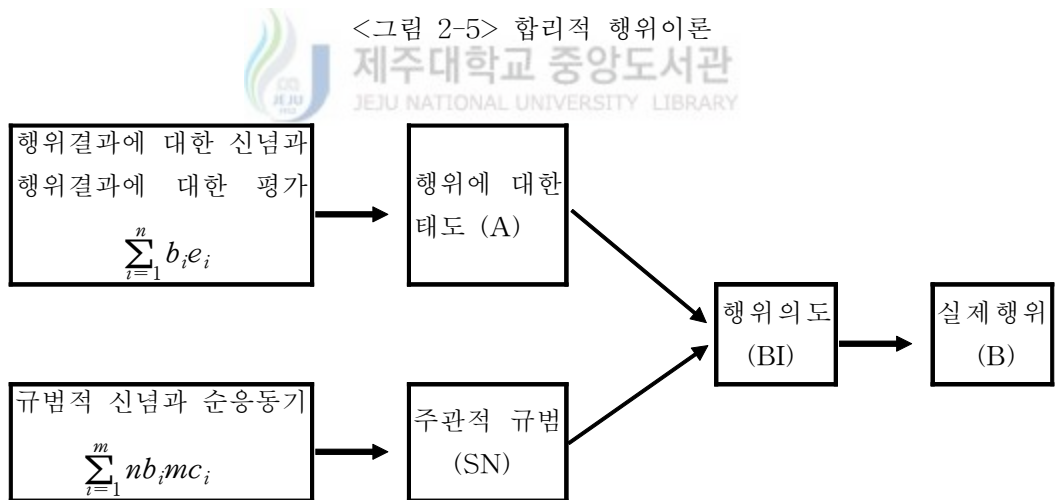 <그림 2-5> 합리적 행위이론
제주대학교 중앙도서관
JEJU NATIONAL UNIVERSITY LIBRARY
JEJU
1952
행위결과에 대한 신념과
행위결과에 대한 평가
$\sum_{i=1}^{n} b_i e_i$
행위에 대한
태도 (A)
규범적 신념과 순응동기
$\sum_{i=1}^{m} nb_i mc_i$
주관적 규범
(SN)
행위의도
(BI)
실제행위
(B)